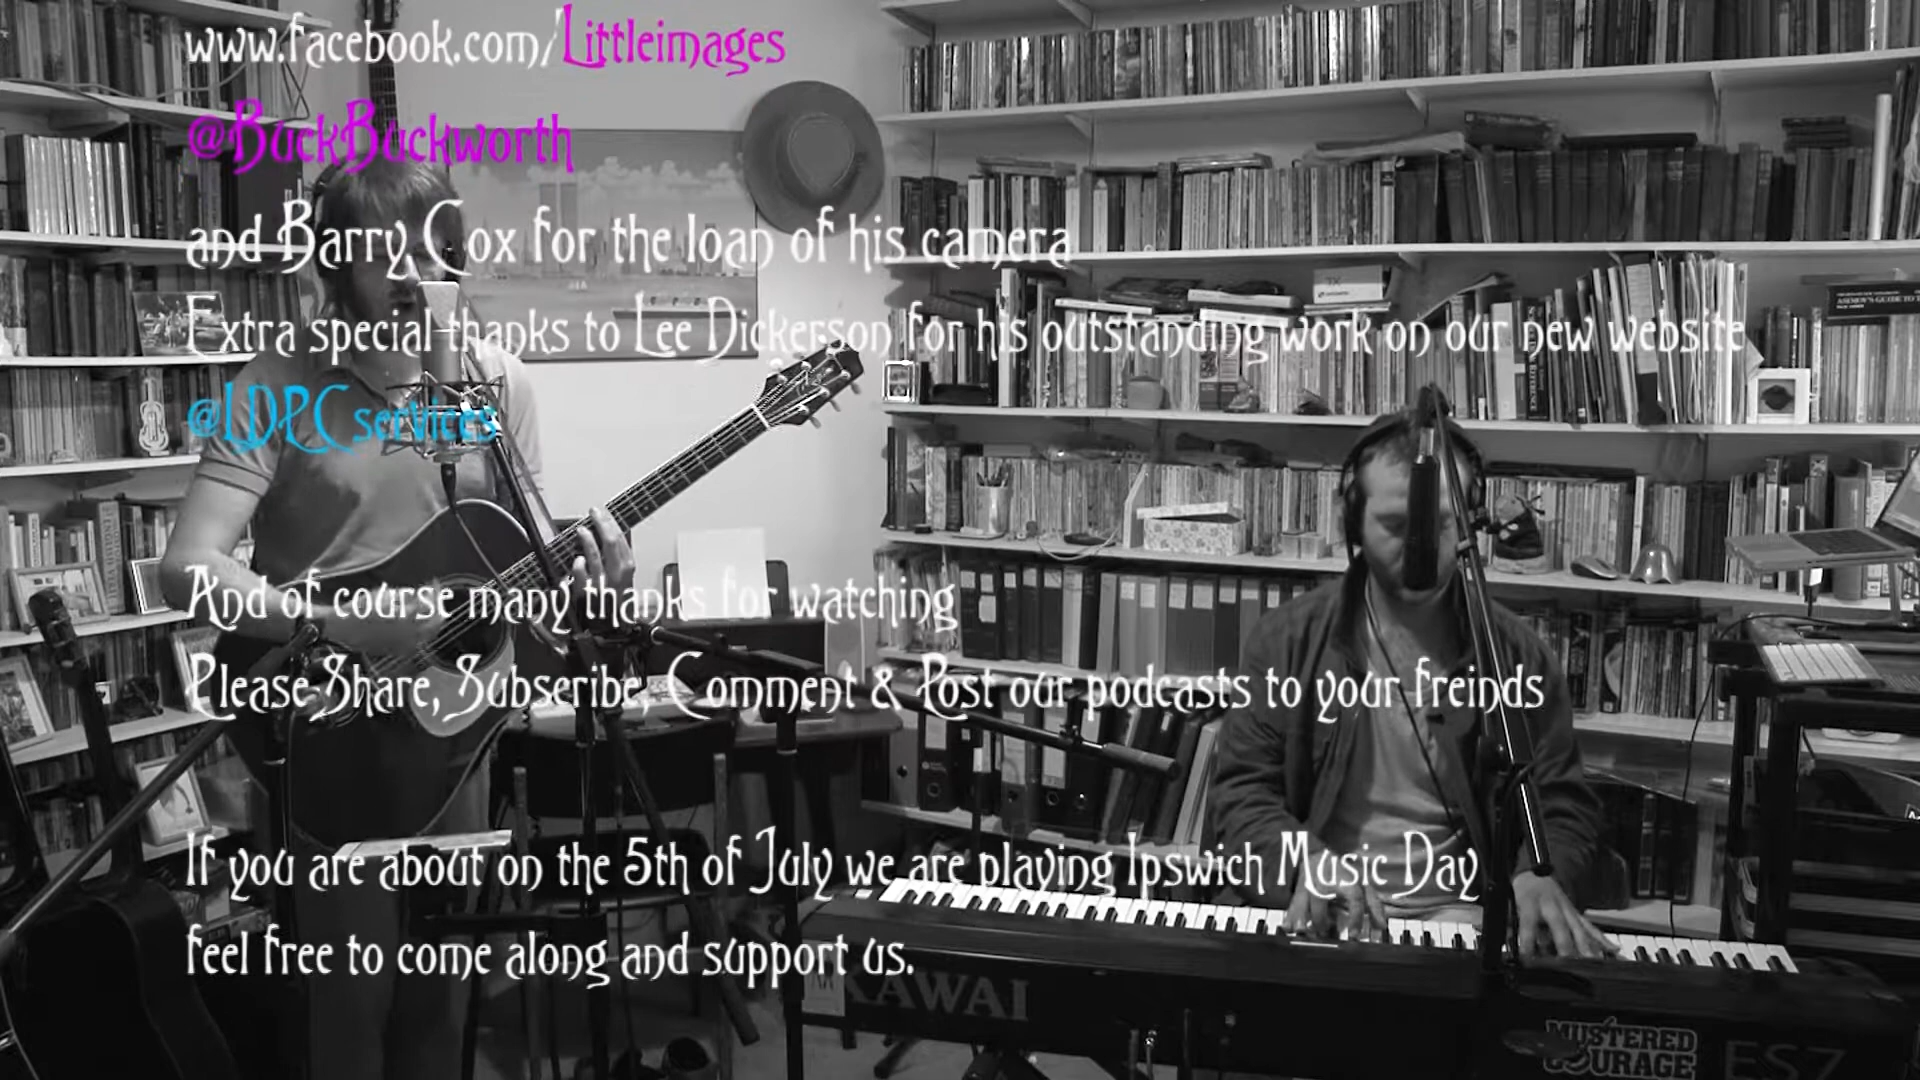 www.facebook.com/Littleimages
@BuckBuckworth
and Barry Cox for the loan of his camera
Extra special thanks to Lee Dickerson for his outstanding work on our new website
@LDPCservices
And of course many thanks for watching
Please Share, Subscribe, Comment & Post our podcasts to your freinds
If you are about on the 5th of July we are playing Ipswich Music Day
feel free to come along and support us.
KAWAI
MUSTERED
COURAGE
ES7